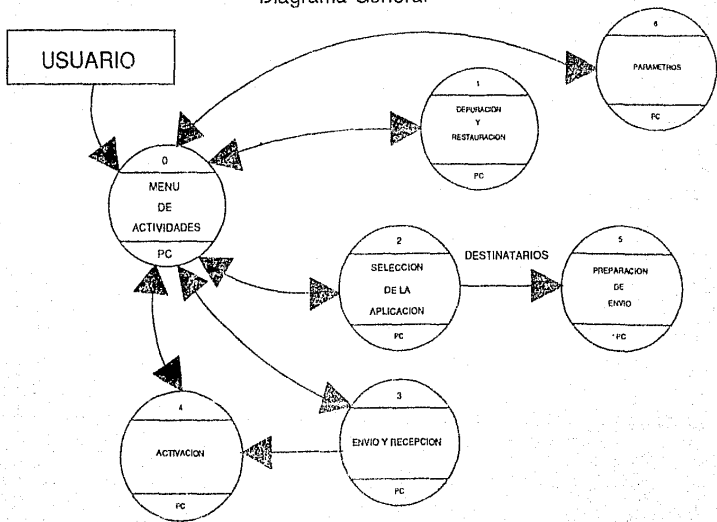 Diagrama General
USUARIO
6
PARAMETROS
PC
1
DEPURACION
Y
RESTAURACION
PC
0
MENU
DE
ACTIVIDADES
PC
2
SELECCION
DE LA
APLICACION
PC
DESTINATARIOS
5
PREPARACION
DE
ENVIO
PC
4
ACTIVACION
PC
3
ENVIO Y RECEPCION
PC